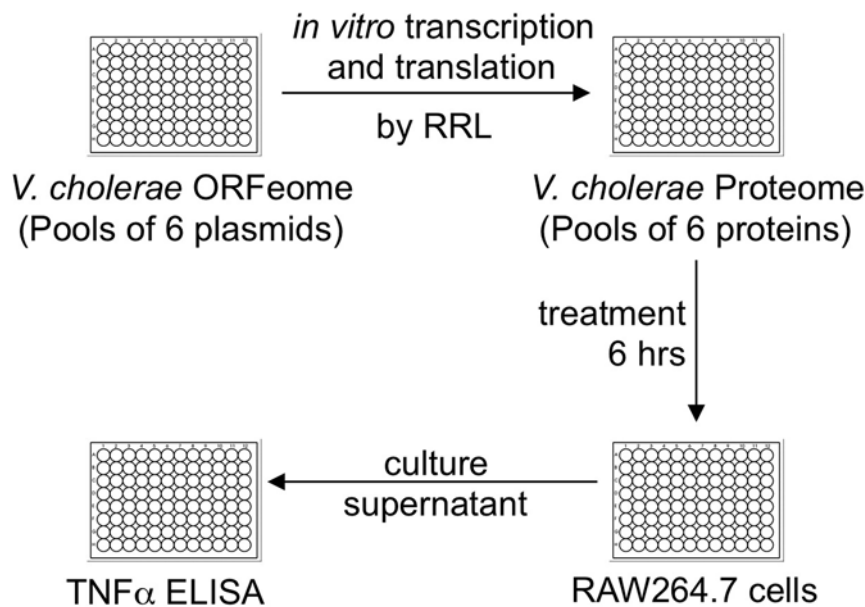 in vitro transcription
and translation
by RRL
V. cholerae ORFeome
(Pools of 6 plasmids)
V. cholerae Proteome
(Pools of 6 proteins)
treatment
6 hrs
culture
supernatant
TNFα ELISA
RAW264.7 cells